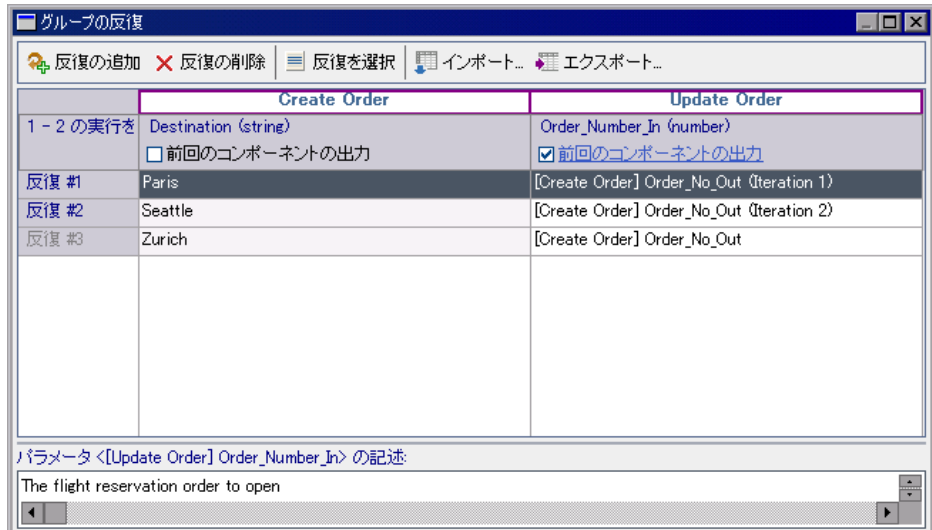 グループの反復
反復の追加 反復の削除 反復を選択 インポート... エクスポート...
Create Order Update Order
1 - 2 の実行を Destination (string) Order_Number_In (number)
前回のコンポーネントの出力 前回のコンポーネントの出力
反復 #1 Paris [Create Order] Order_No_Out (Iteration 1)
反復 #2 Seattle [Create Order] Order_No_Out (Iteration 2)
反復 #3 Zurich [Create Order] Order_No_Out
パラメータ <[Update Order] Order_Number_In> の記述:
The flight reservation order to open